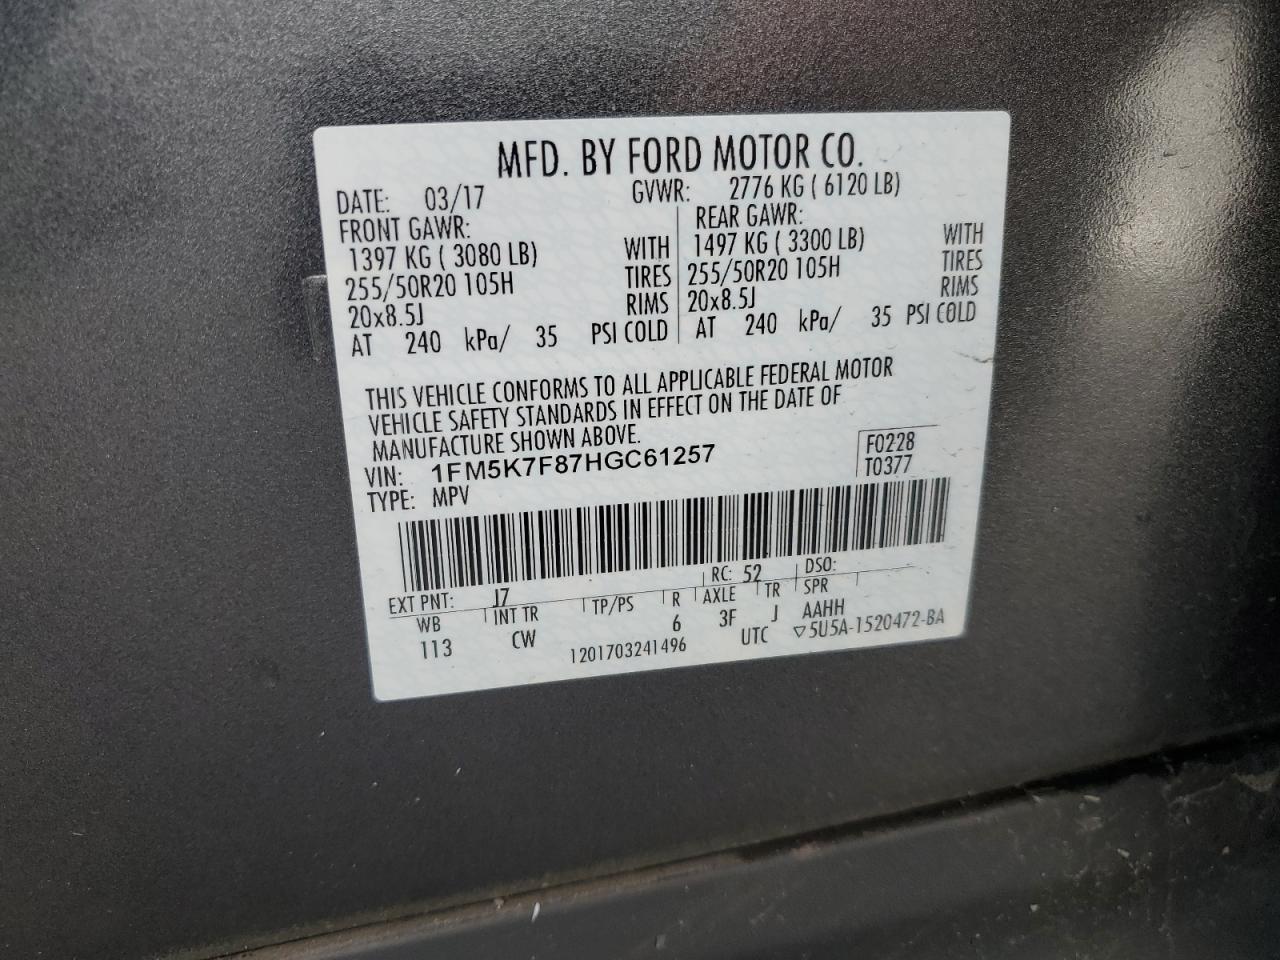 MFD. BY FORD MOTOR CO.
DATE: 03/17 GVWR: 2776 KG ( 6120 LB)
FRONT GAWR: REAR GAWR:
1397 KG ( 3080 LB) WITH 1497 KG ( 3300 LB) WITH
255/50R20 105H TIRES 255/50R20 105H TIRES
20x8.5J RIMS 20x8.5J RIMS
AT 240 kPa/ 35 PSI COLD AT 240 kPa/ 35 PSI COLD
THIS VEHICLE CONFORMS TO ALL APPLICABLE FEDERAL MOTOR
VEHICLE SAFETY STANDARDS IN EFFECT ON THE DATE OF
MANUFACTURE SHOWN ABOVE.
VIN: 1FM5K7F87HGC61257
TYPE: MPV
F0228
T0377
EXT PNT: J7 RC: 52 DSO:
WB INT TR TP/PS R AXLE TR SPR
113 CW 6 3F J AAHH
1201703241496 UTC ▽5U5A-1520472-BA